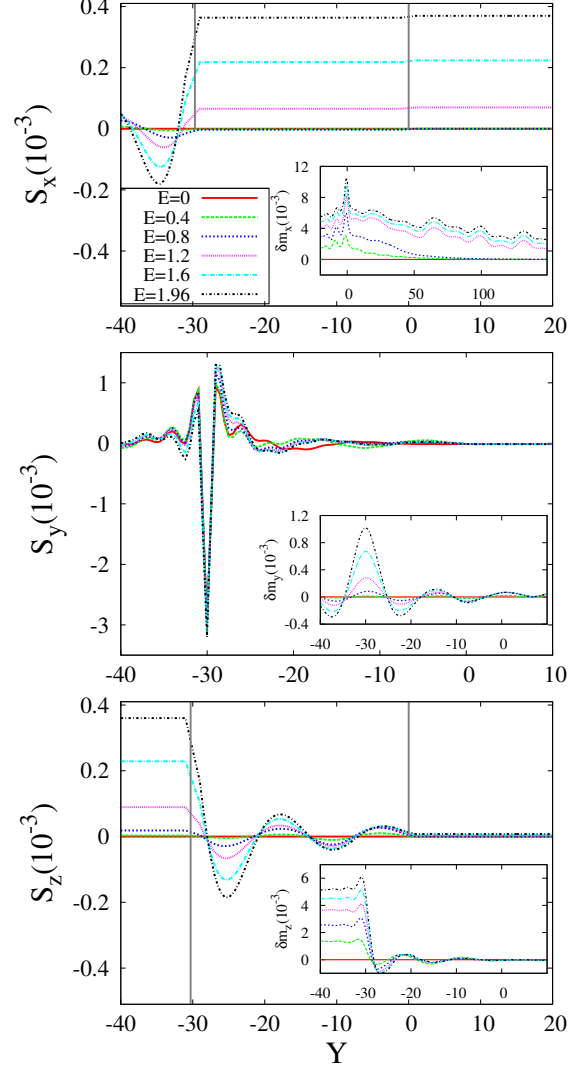 0.4
0.2
0
-0.2
-0.4
S_x(10^-3)
E=0
E=0.4
E=0.8
E=1.2
E=1.6
E=1.96
12
8
4
0
δm_x(10^-3)
0 50 100
-40 -30 -20 -10 0 10 20
1
0
-1
-2
-3
S_y(10^-3)
1.2
0.8
0.4
0
-0.4
δm_y(10^-3)
-40 -30 -20 -10 0
-40 -30 -20 -10 0 10
0.4
0.2
0
-0.2
-0.4
S_z(10^-3)
6
4
2
0
δm_z(10^-3)
-40 -30 -20 -10 0
-40 -30 -20 -10 0 10 20
Y